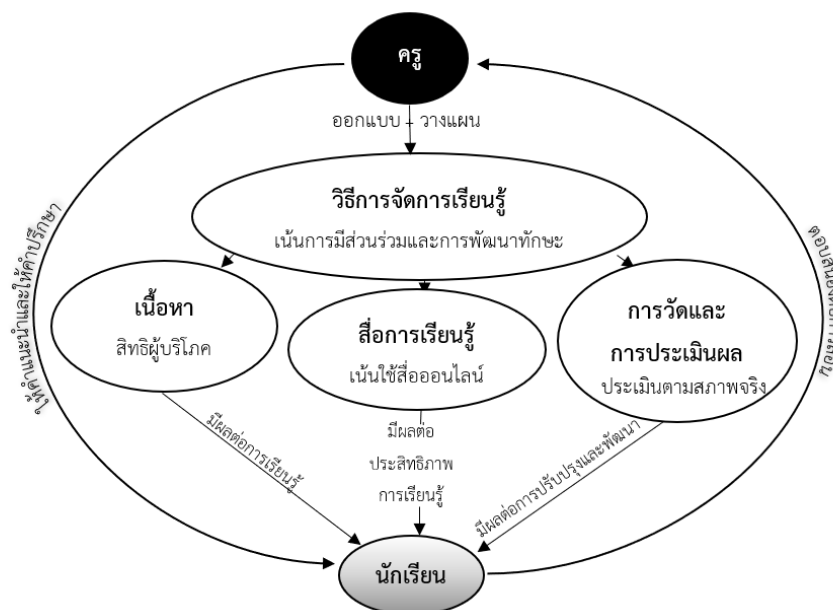 ครู
ออกแบบ + วางแผน
วิธีการจัดการเรียนรู้
เน้นการมีส่วนร่วมและการพัฒนาทักษะ
ให้คำแนะนำและให้คำปรึกษา
เนื้อหา
สิทธิผู้บริโภค
สื่อการเรียนรู้
เน้นใช้สื่อออนไลน์
การวัดและ
การประเมินผล
ประเมินตามสภาพจริง
มีผลต่อการเรียนรู้
มีผลต่อ
ประสิทธิภาพ
การเรียนรู้
มีผลต่อการปรับปรุงและพัฒนา
นักเรียน